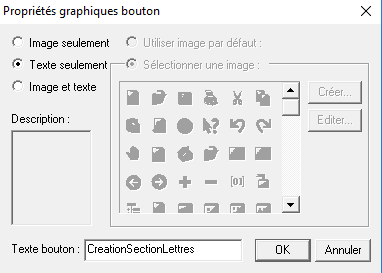 Propriétés graphiques bouton
Image seulement
Utiliser image par défaut :
Texte seulement
Sélectionner une image :
Image et texte
Créer...
Description :
Editer...
[01]
Texte bouton : CreationSectionLettres
OK
Annuler